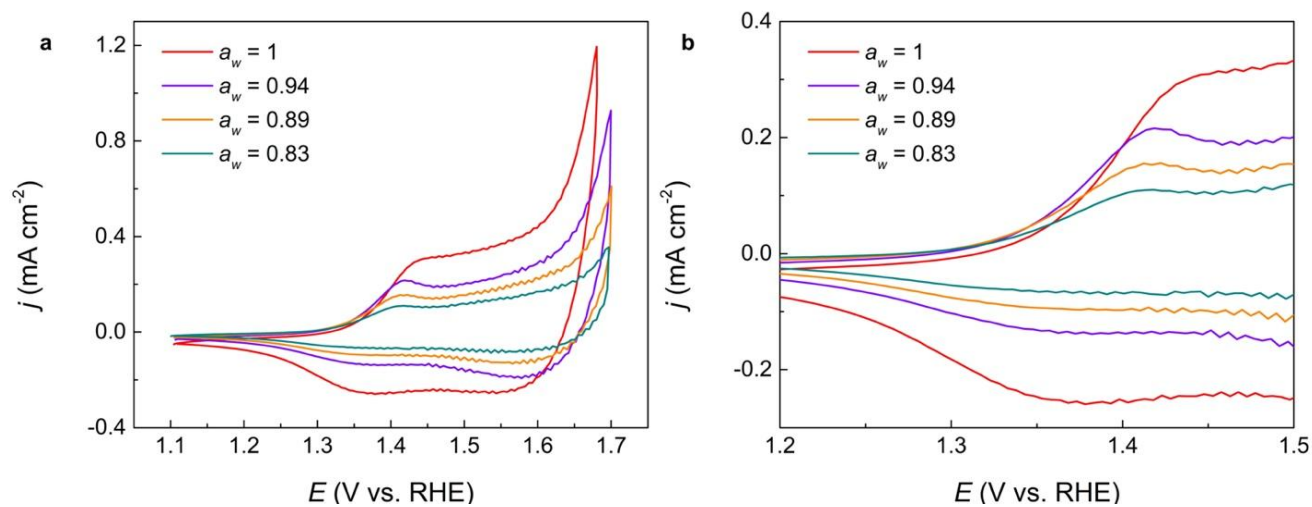 a
a_w = 1
a_w = 0.94
a_w = 0.89
a_w = 0.83
1.2
0.8
0.4
0.0
-0.4
j (mA cm⁻²)
1.1 1.2 1.3 1.4 1.5 1.6 1.7
E (V vs. RHE)
b
a_w = 1
a_w = 0.94
a_w = 0.89
a_w = 0.83
0.4
0.2
0.0
-0.2
j (mA cm⁻²)
1.2 1.3 1.4 1.5
E (V vs. RHE)